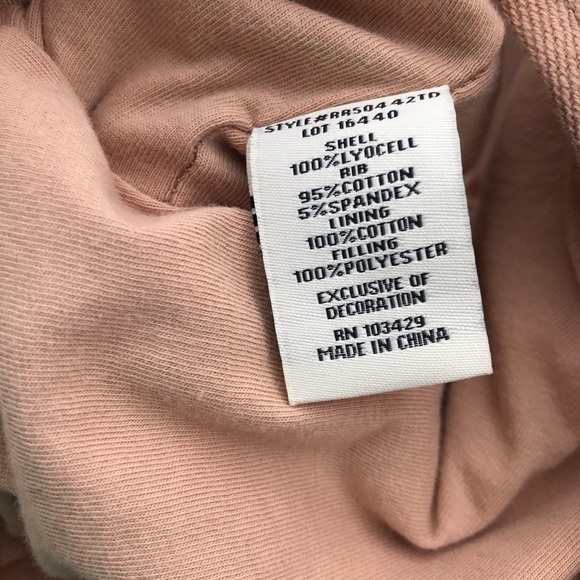 STYLE#RR50442TD
LOT 16440
SHELL
100%LYOCELL
RIB
95%COTTON
5%SPANDEX
LINING
100%COTTON
FILLING
100%POLYESTER
EXCLUSIVE OF
DECORATION
RN 103429
MADE IN CHINA